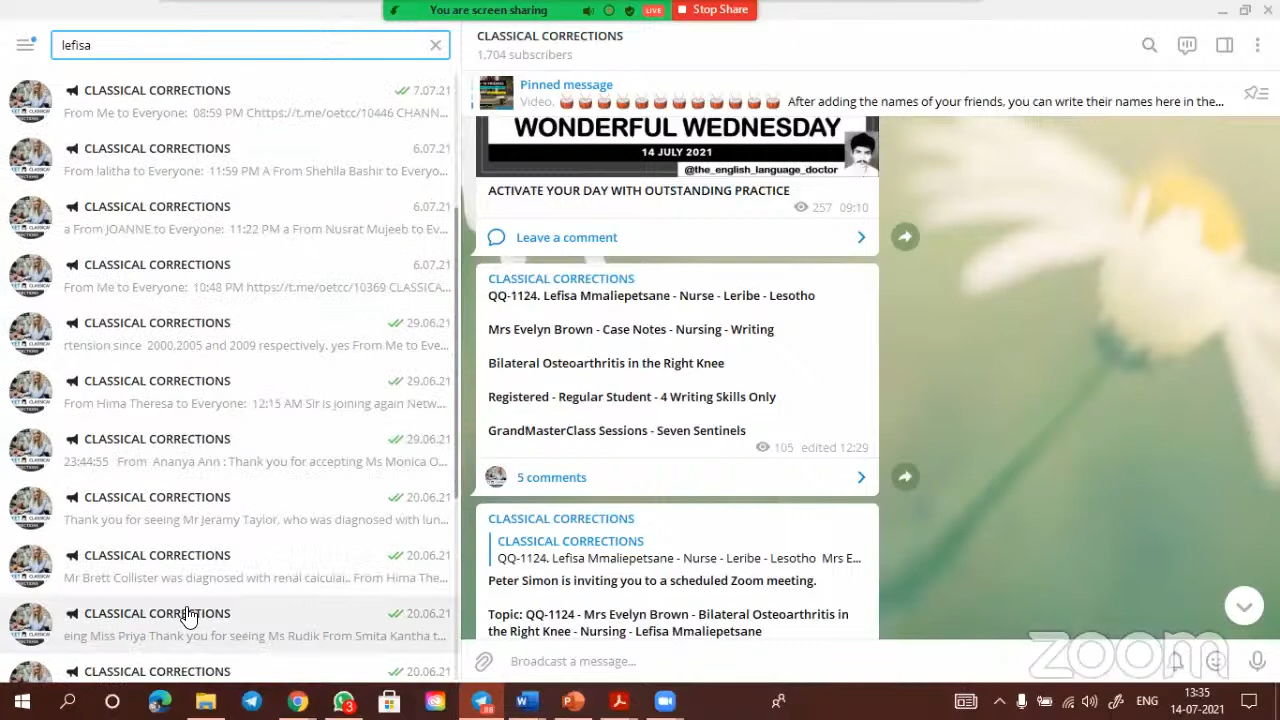 You are screen sharing
LIVE
Stop Share
lefisa
CLASSICAL CORRECTIONS
7.07.21
From Me to Everyone: 08:59 PM Chttps://t.me/oetcc/10446 CHANN...
CLASSICAL CORRECTIONS
6.07.21
From lalitha to Everyone: 11:59 PM A From Shehlla Bashir to Everyo...
CLASSICAL CORRECTIONS
6.07.21
a From JOANNE to Everyone: 11:22 PM a From Nusrat Mujeeb to Ev...
CLASSICAL CORRECTIONS
6.07.21
From Me to Everyone: 10:48 PM https://t.me/oetcc/10369 CLASSICA...
CLASSICAL CORRECTIONS
29.06.21
rtension since 2000,2005 and 2009 respectively. yes From Me to Eve...
CLASSICAL CORRECTIONS
29.06.21
From Hima Theresa to Everyone: 12:15 AM Sir is joining again Netw...
CLASSICAL CORRECTIONS
29.06.21
23:44:55 From Ananya Ann : Thank you for accepting Ms Monica O...
CLASSICAL CORRECTIONS
20.06.21
Thank you for seeing Mr Jeramy Taylor, who was diagnosed with lun...
CLASSICAL CORRECTIONS
20.06.21
Mr Brett Collister was diagnosed with renal calcuai.. From Hima The...
CLASSICAL CORRECTIONS
20.06.21
eing Miss Priya Thank you for seeing Ms Rudik From Smita Kantha t...
CLASSICAL CORRECTIONS
20.06.21
CLASSICAL CORRECTIONS
1,704 subscribers
Pinned message
Video. After adding the names of your friends, you can write their names here in the...
WONDERFUL WEDNESDAY
14 JULY 2021
@the_english_language_doctor
ACTIVATE YOUR DAY WITH OUTSTANDING PRACTICE
257 09:10
Leave a comment
CLASSICAL CORRECTIONS
QQ-1124. Lefisa Mmaliepetsane - Nurse - Leribe - Lesotho
Mrs Evelyn Brown - Case Notes - Nursing - Writing
Bilateral Osteoarthritis in the Right Knee
Registered - Regular Student - 4 Writing Skills Only
GrandMasterClass Sessions - Seven Sentinels
105 edited 12:29
5 comments
CLASSICAL CORRECTIONS
CLASSICAL CORRECTIONS
QQ-1124. Lefisa Mmaliepetsane - Nurse - Leribe - Lesotho Mrs E...
Peter Simon is inviting you to a scheduled Zoom meeting.
Topic: QQ-1124 - Mrs Evelyn Brown - Bilateral Osteoarthritis in
the Right Knee - Nursing - Lefisa Mmaliepetsane
Broadcast a message...
zoom
ENG
13:35
14-07-2021